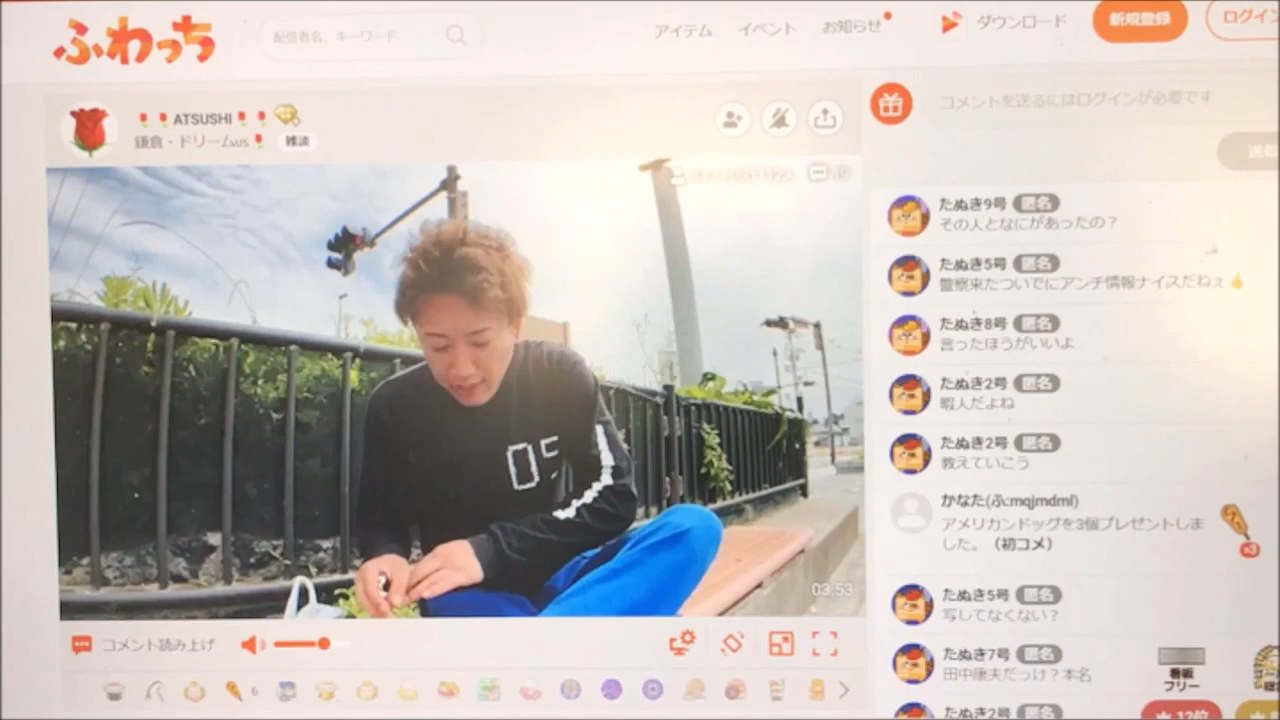 ふわっち
配信者名、キーワード
アイテム
イベント
お知らせ
ダウンロード
新規登録
ログイン
ATSUSHI
鎌倉・ドリームus
雑談
コメントを送るにはログインが必要です
送信
たぬき9号 匿名
その人となにがあったの？
たぬき5号 匿名
警察来たついでにアンチ情報ナイスだねぇ
たぬき8号 匿名
言ったほうがいいよ
たぬき2号 匿名
暇人だよね
たぬき2号 匿名
教えていこう
かなた(ふ:mqjmdml)
アメリカンドッグを3個プレゼントしま
した。（初コメ）
×3
たぬき5号 匿名
写してなくない？
たぬき7号 匿名
田中康夫だっけ？本名
たぬき2号 匿名
看板
フリー
12位
05
03:53
コメント読み上げ
6